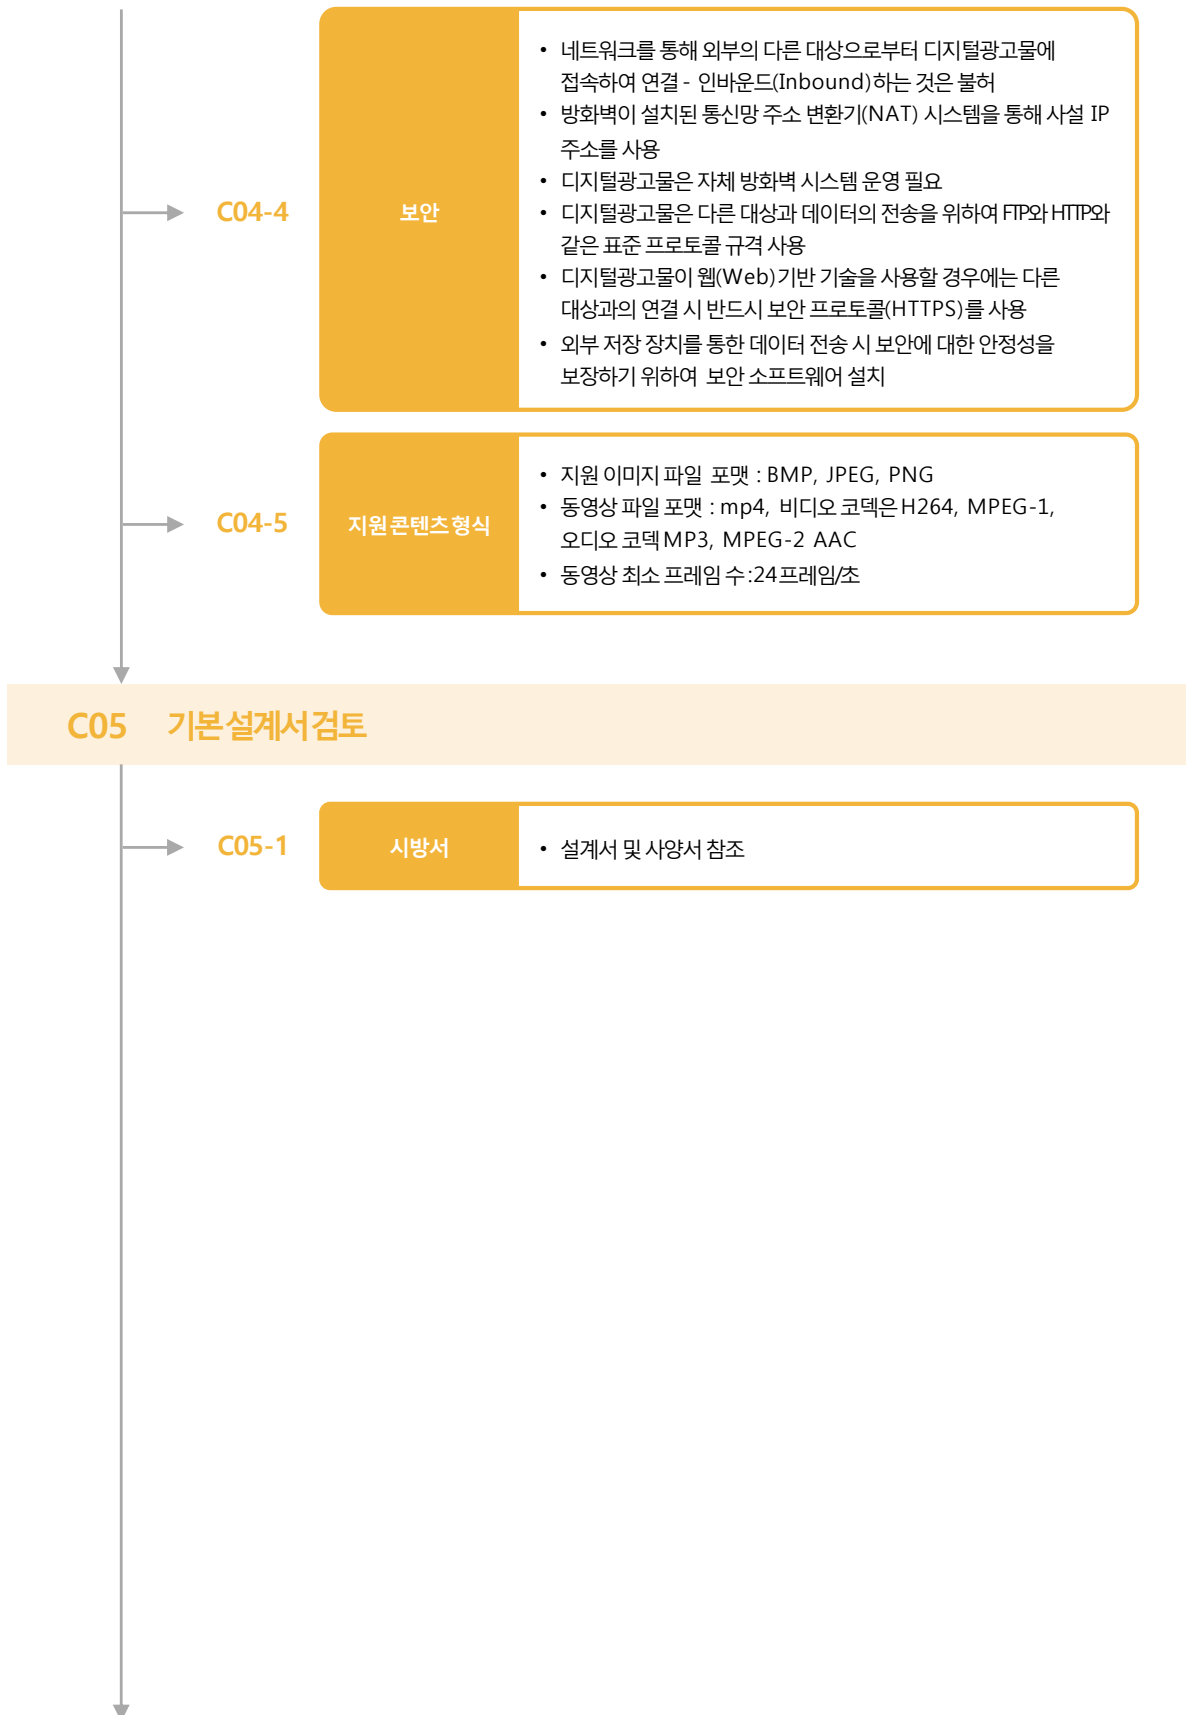 C04-4
보안
• 네트워크를 통해 외부의 다른 대상으로부터 디지털광고물에
접속하여 연결 - 인바운드(Inbound)하는 것은 불허
• 방화벽이 설치된 통신망 주소 변환기(NAT) 시스템을 통해 사설 IP
주소를 사용
• 디지털광고물은 자체 방화벽 시스템 운영 필요
• 디지털광고물은 다른 대상과 데이터의 전송을 위하여 FTP와 HTTP와
같은 표준 프로토콜 규격 사용
• 디지털광고물이 웹(Web)기반 기술을 사용할 경우에는 다른
대상과의 연결 시 반드시 보안 프로토콜(HTTPS)를 사용
• 외부 저장 장치를 통한 데이터 전송 시 보안에 대한 안정성을
보장하기 위하여 보안 소프트웨어 설치
C04-5
지원 콘텐츠 형식
• 지원 이미지 파일 포맷 : BMP, JPEG, PNG
• 동영상 파일 포맷 : mp4, 비디오 코덱은 H264, MPEG-1,
오디오 코덱 MP3, MPEG-2 AAC
• 동영상 최소 프레임 수 :24프레임/초
C05 기본 설계서 검토
C05-1
시방서
• 설계서 및 사양서 참조